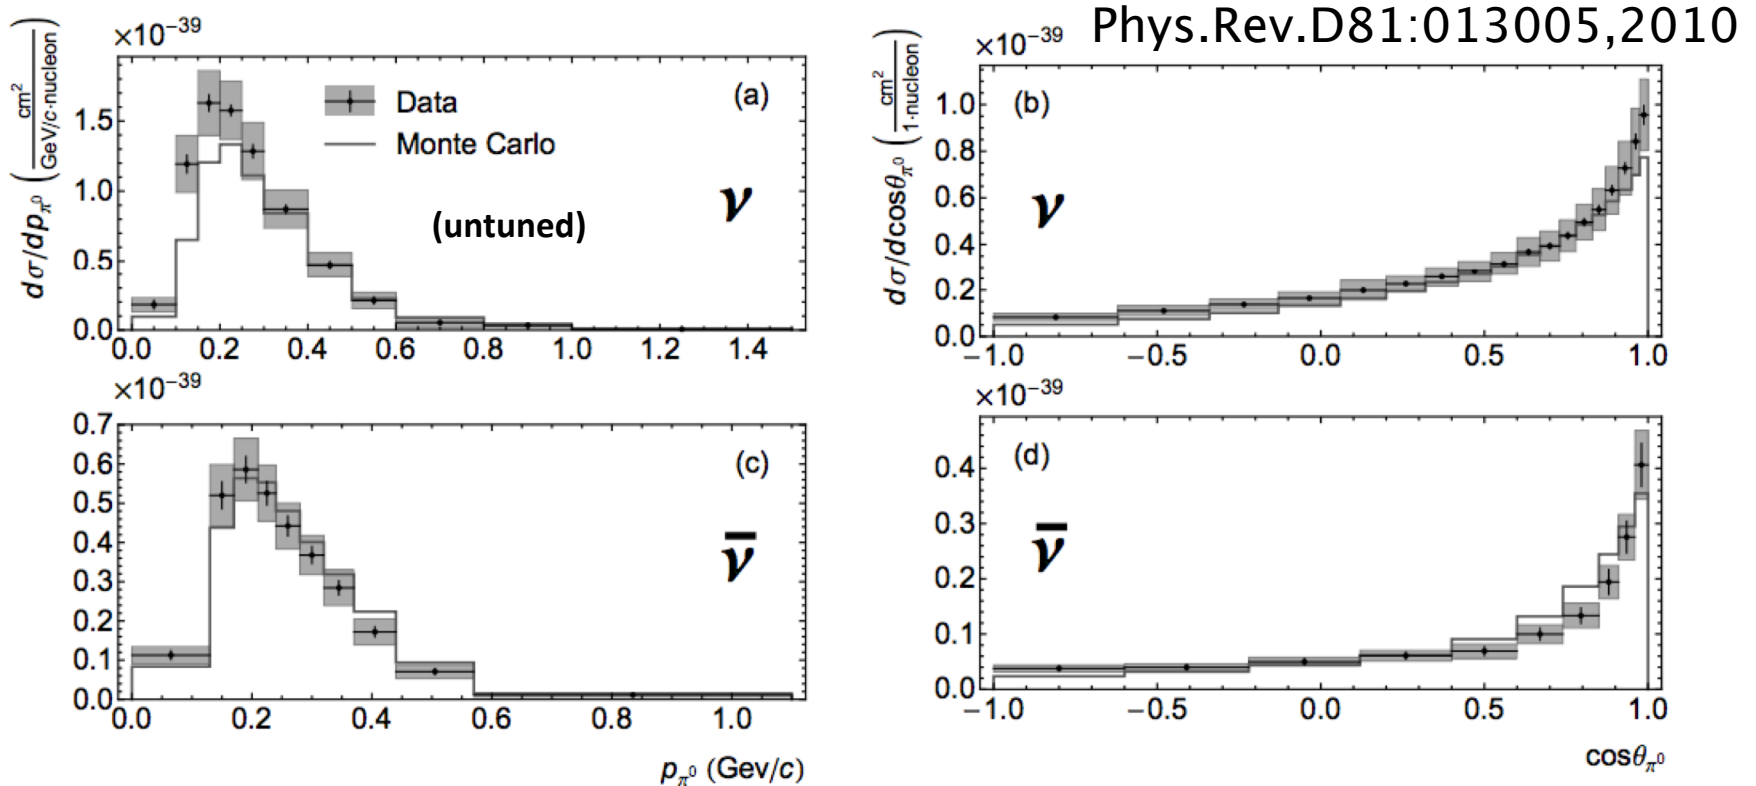 Phys.Rev.D81:013005,2010
×10⁻³⁹
dσ/dp_π⁰ (cm²/GeV/c·nucleon)
(a)
Data
Monte Carlo
ν
(untuned)
1.5
1.0
0.5
0.0
0.0 0.2 0.4 0.6 0.8 1.0 1.2 1.4
×10⁻³⁹
dσ/dcosθ_π⁰ (cm²/1·nucleon)
(b)
ν
1.0
0.8
0.6
0.4
0.2
0.0
−1.0 −0.5 0.0 0.5 1.0
×10⁻³⁹
(c)
ν̅
0.7
0.6
0.5
0.4
0.3
0.2
0.1
0.0
0.0 0.2 0.4 0.6 0.8 1.0
p_π⁰ (Gev/c)
×10⁻³⁹
(d)
ν̅
0.4
0.3
0.2
0.1
0.0
−1.0 −0.5 0.0 0.5 1.0
cosθ_π⁰